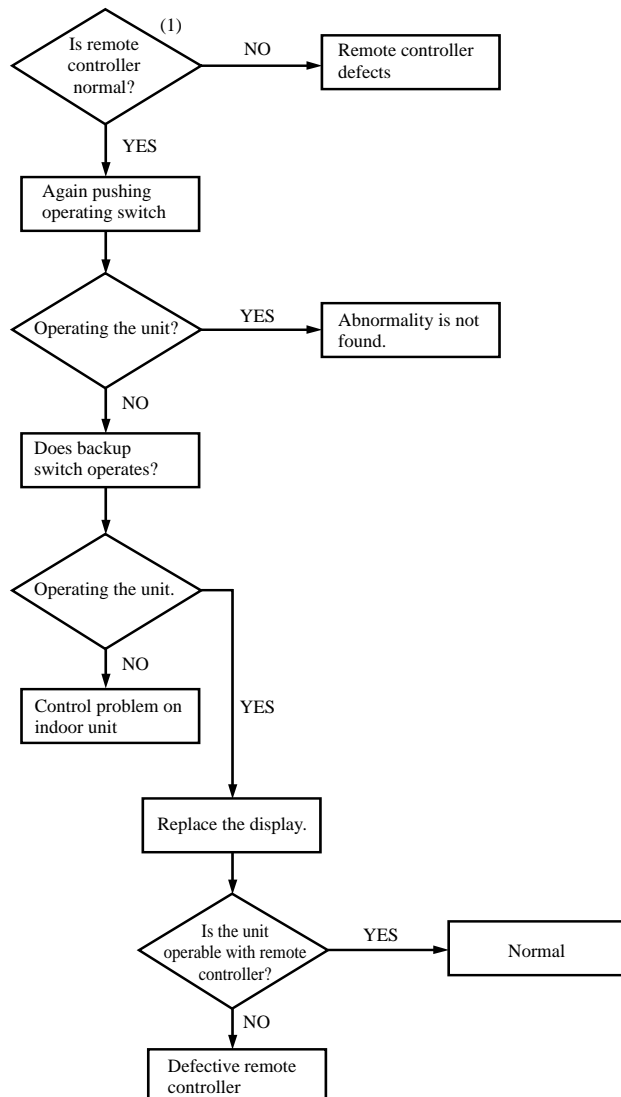 (1)
Is remote
controller
normal?
NO
Remote controller
defects
YES
Again pushing
operating switch
Operating the unit?
YES
Abnormality is not
found.
NO
Does backup
switch operates?
Operating the unit.
NO
YES
Control problem on
indoor unit
Replace the display.
Is the unit
operable with remote
controller?
YES
Normal
NO
Defective remote
controller